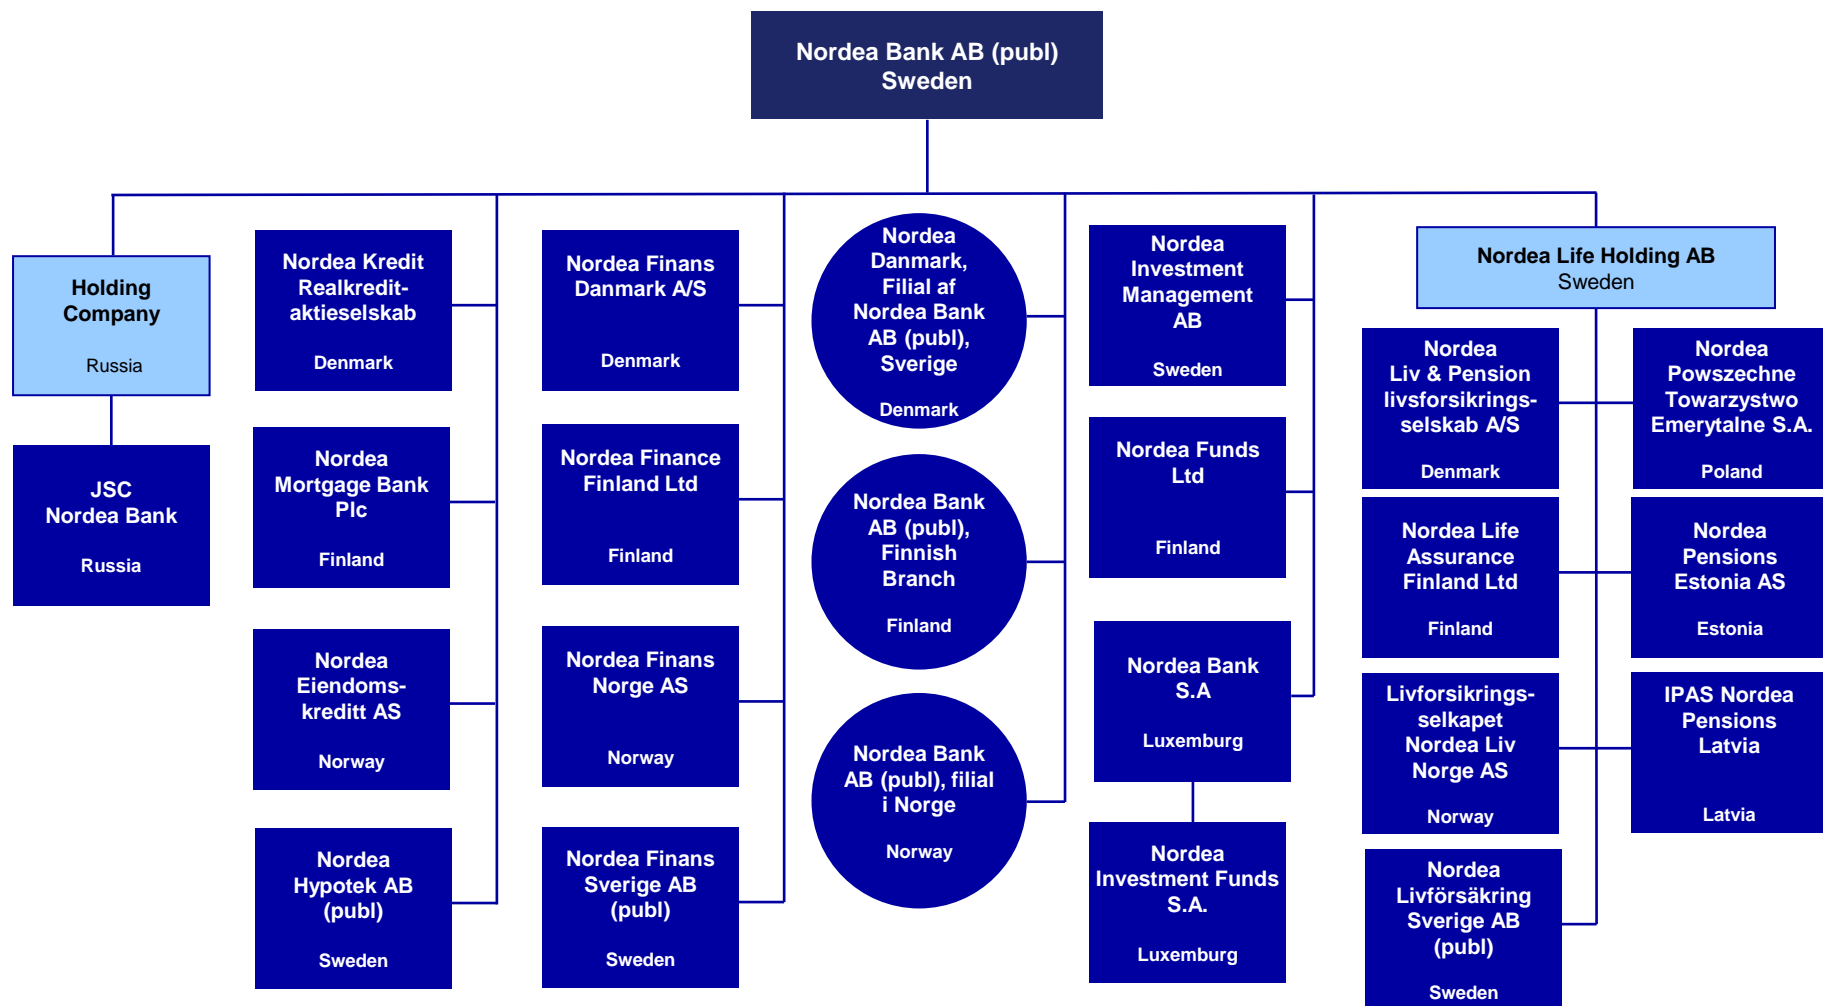 Nordea Bank AB (publ)
Sweden
Holding
Company
Russia
JSC
Nordea Bank
Russia
Nordea Kredit
Realkredit-
aktieselskab
Denmark
Nordea
Mortgage Bank
Plc
Finland
Nordea
Eiendoms-
kreditt AS
Norway
Nordea
Hypotek AB
(publ)
Sweden
Nordea Finans
Danmark A/S
Denmark
Nordea Finance
Finland Ltd
Finland
Nordea Finans
Norge AS
Norway
Nordea Finans
Sverige AB
(publ)
Sweden
Nordea
Danmark,
Filial af
Nordea Bank
AB (publ),
Sverige
Denmark
Nordea Bank
AB (publ),
Finnish
Branch
Finland
Nordea Bank
AB (publ), filial
i Norge
Norway
Nordea
Investment
Management
AB
Sweden
Nordea Funds
Ltd
Finland
Nordea Bank
S.A
Luxemburg
Nordea
Investment Funds
S.A.
Luxemburg
Nordea Life Holding AB
Sweden
Nordea
Liv & Pension
livsforsikrings-
selskab A/S
Denmark
Nordea
Powszechne
Towarzystwo
Emerytalne S.A.
Poland
Nordea Life
Assurance
Finland Ltd
Finland
Nordea
Pensions
Estonia AS
Estonia
Livforsikrings-
selkapet
Nordea Liv
Norge AS
Norway
IPAS Nordea
Pensions
Latvia
Latvia
Nordea
Livförsäkring
Sverige AB
(publ)
Sweden